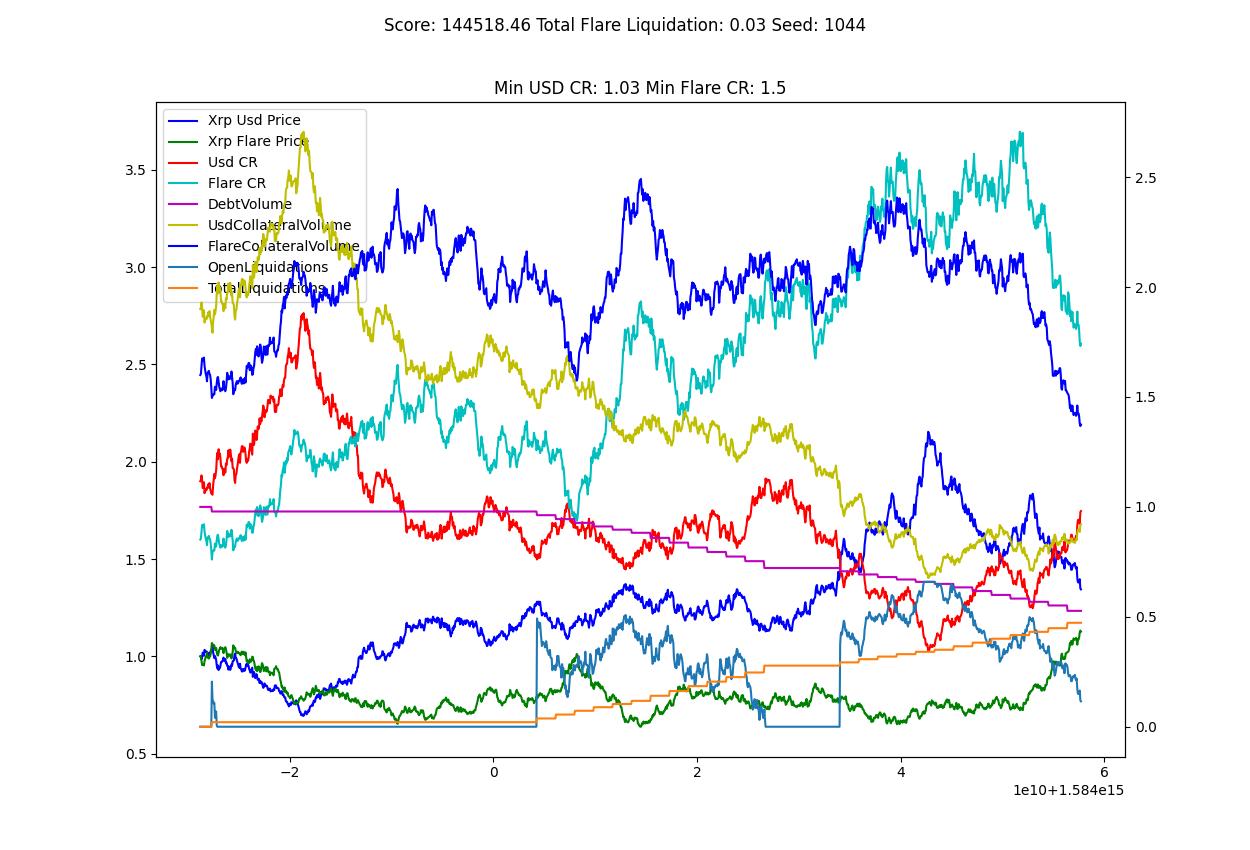 Score: 144518.46 Total Flare Liquidation: 0.03 Seed: 1044
Min USD CR: 1.03 Min Flare CR: 1.5
Xrp Usd Price
Xrp Flare Price
Usd CR
Flare CR
DebtVolume
UsdCollateralVolume
FlareCollateralVolume
OpenLiquidations
TotalLiquidations
3.5
3.0
2.5
2.0
1.5
1.0
0.5
2.5
2.0
1.5
1.0
0.5
0.0
−2 0 2 4 6
1e10+1.584e15